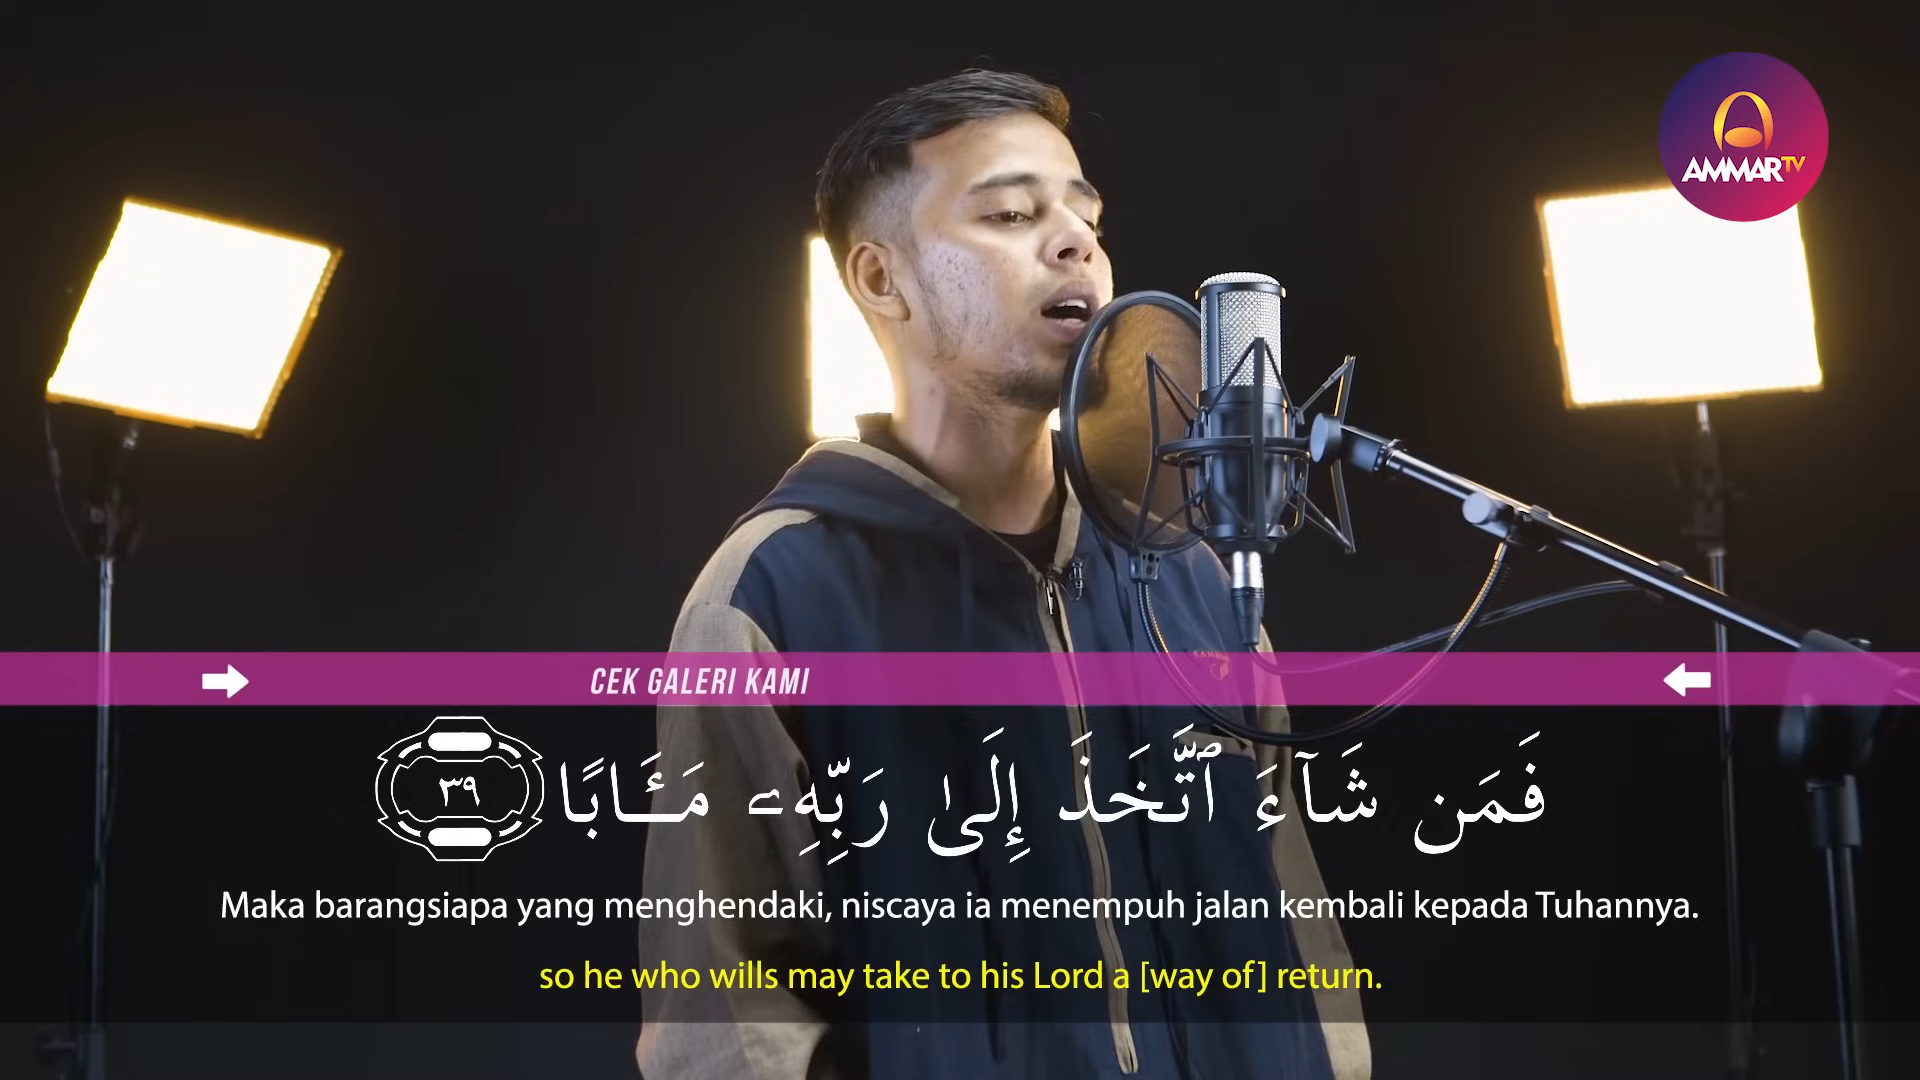 AMMARTV
CEK GALERI KAMI
فَمَن شَآءَ ٱتَّخَذَ إِلَىٰ رَبِّهِۦ مَـَٔابًا ٣٩
Maka barangsiapa yang menghendaki, niscaya ia menempuh jalan kembali kepada Tuhannya.
so he who wills may take to his Lord a [way of] return.